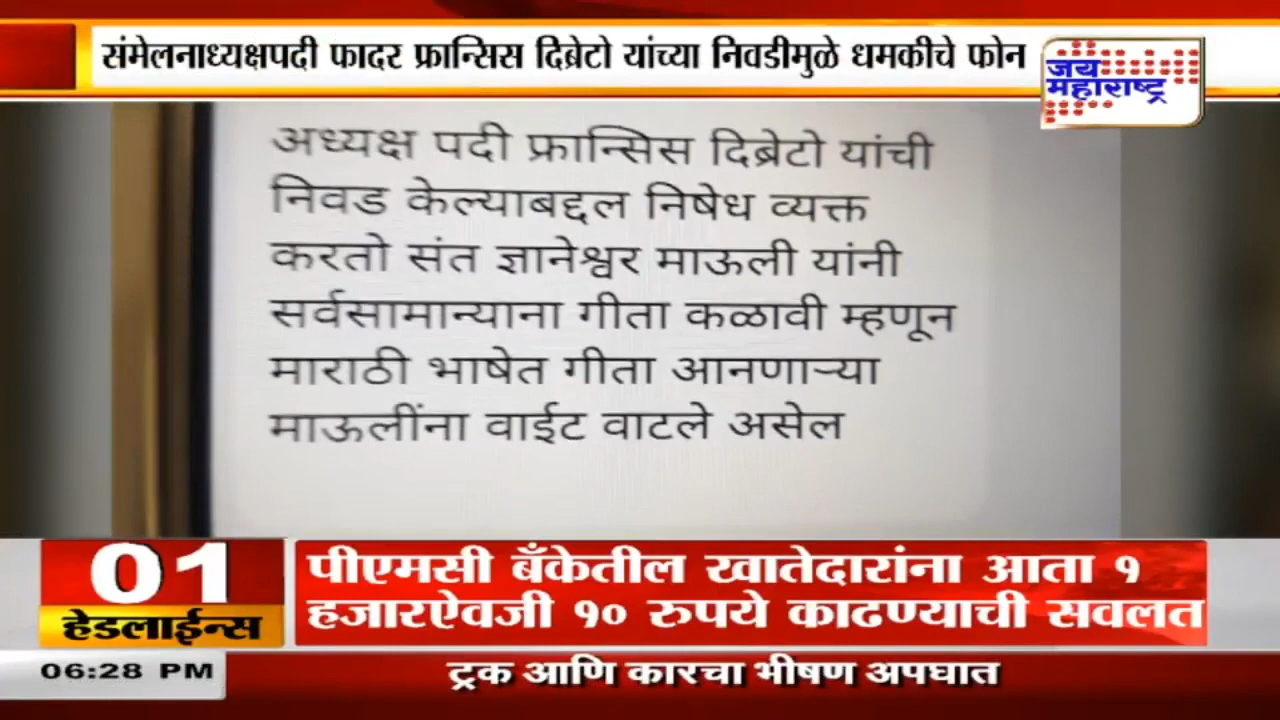 संमेलनाध्यक्षपदी फादर फ्रान्सिस दिब्रेटो यांच्या निवडीमुळे धमकीचे फोन
जय
महाराष्ट्र
अध्यक्ष पदी फ्रान्सिस दिब्रेटो यांची
निवड केल्याबद्दल निषेध व्यक्त
करतो संत ज्ञानेश्वर माऊली यांनी
सर्वसामान्याना गीता कळावी म्हणून
माराठी भाषेत गीता आनणाऱ्या
माऊलींना वाईट वाटले असेल
01
हेडलाईन्स
पीएमसी बँकेतील खातेदारांना आता १
हजारऐवजी १० रुपये काढण्याची सवलत
06:28 PM
ट्रक आणि कारचा भीषण अपघात